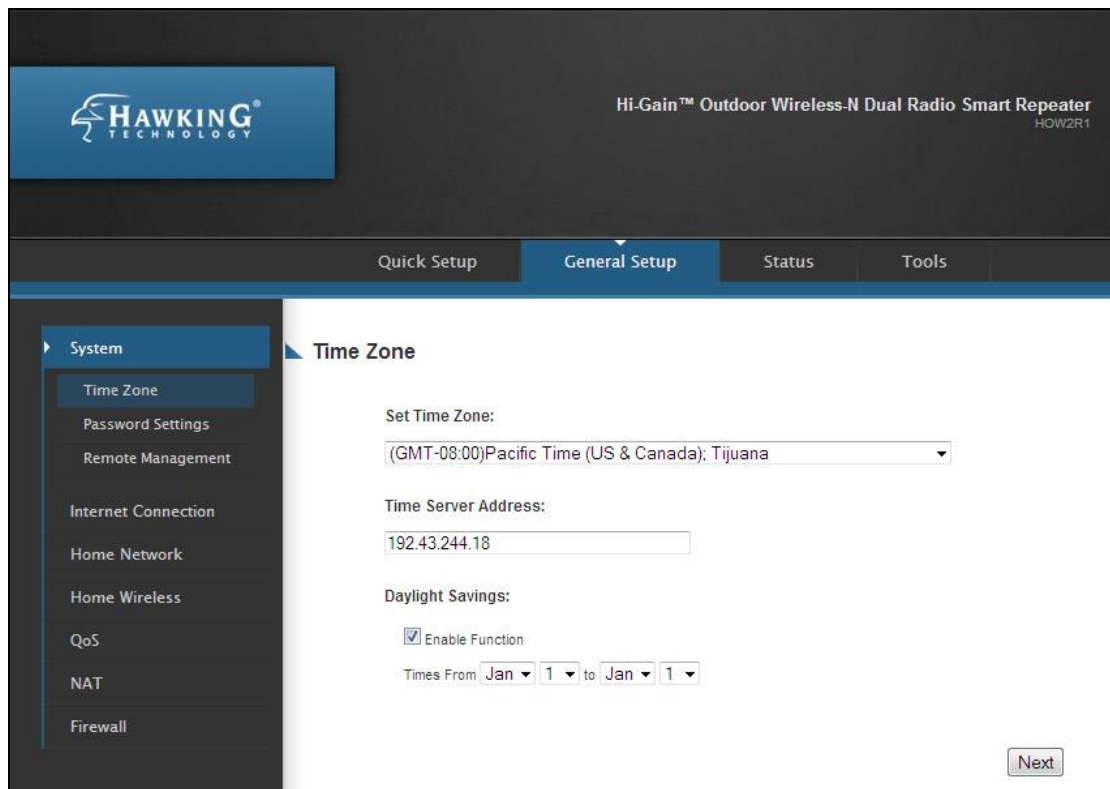 HAWKING®
TECHNOLOGY
Hi-Gain™ Outdoor Wireless-N Dual Radio Smart Repeater
HOW2R1
Quick Setup
General Setup
Status
Tools
System
Time Zone
Password Settings
Remote Management
Internet Connection
Home Network
Home Wireless
QoS
NAT
Firewall
Time Zone
Set Time Zone:
(GMT-08:00)Pacific Time (US & Canada); Tijuana
Time Server Address:
192.43.244.18
Daylight Savings:
Enable Function
Times From Jan 1 to Jan 1
Next